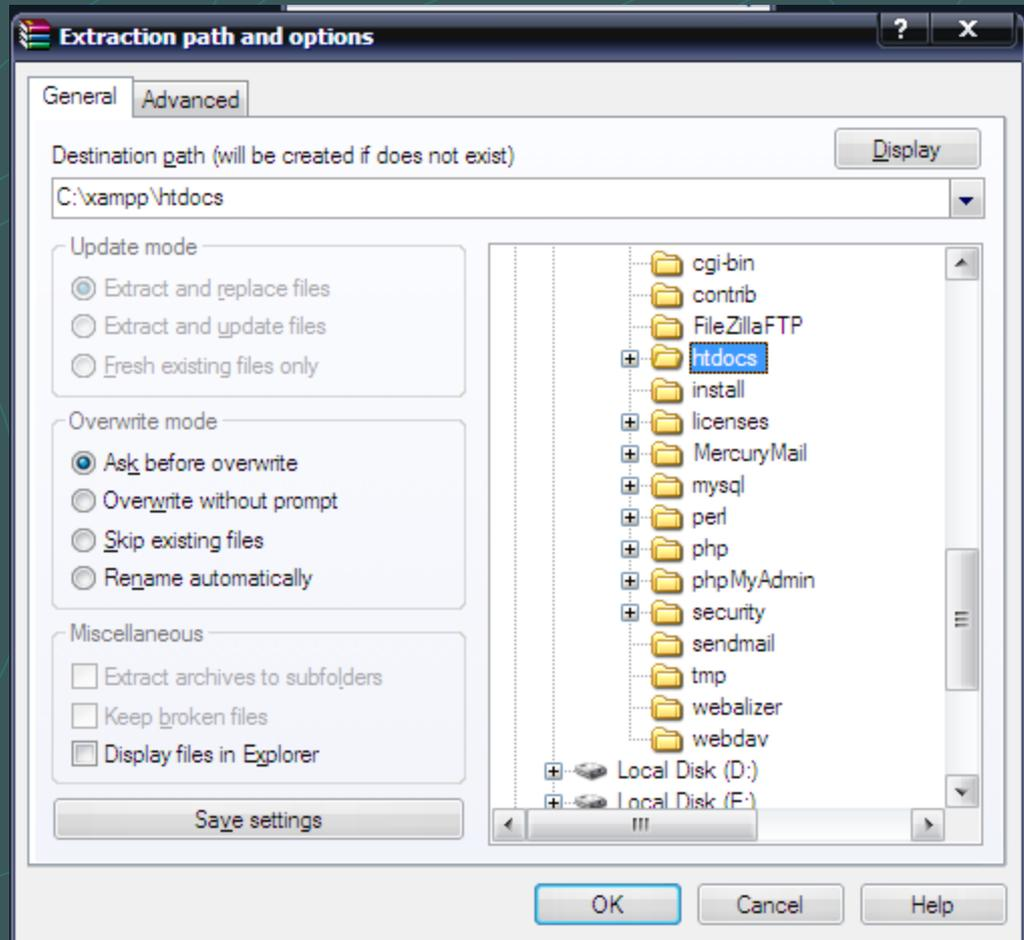 Extraction path and options
?
X
General
Advanced
Destination path (will be created if does not exist)
Display
C:\xampp\htdocs
Update mode
Extract and replace files
Extract and update files
Fresh existing files only
Overwrite mode
Ask before overwrite
Overwrite without prompt
Skip existing files
Rename automatically
Miscellaneous
Extract archives to subfolders
Keep broken files
Display files in Explorer
Save settings
cgi-bin
contrib
FileZillaFTP
htdocs
install
licenses
MercuryMail
mysql
perl
php
phpMyAdmin
security
sendmail
tmp
webalizer
webdav
Local Disk (D:)
Local Disk (E:)
OK
Cancel
Help